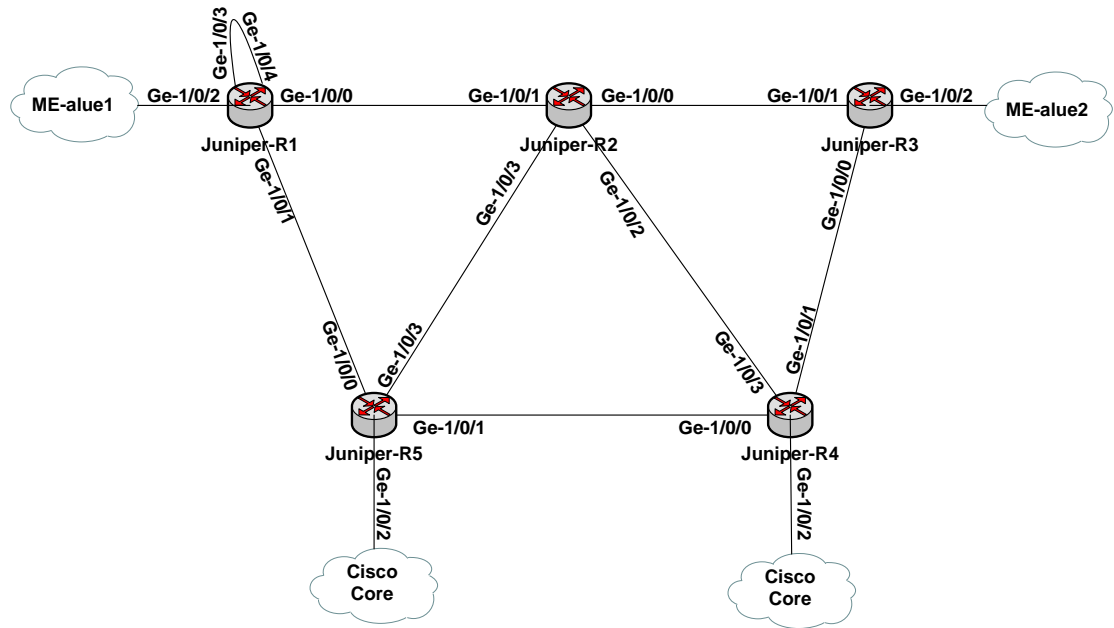 Ge-1/0/3
Ge-1/0/4
ME-alue1
Ge-1/0/2
Ge-1/0/0
Ge-1/0/1
Ge-1/0/0
Ge-1/0/1
Ge-1/0/2
ME-alue2
Juniper-R1
Juniper-R2
Juniper-R3
Ge-1/0/1
Ge-1/0/3
Ge-1/0/2
Ge-1/0/0
Ge-1/0/0
Ge-1/0/3
Ge-1/0/3
Ge-1/0/1
Ge-1/0/1
Ge-1/0/0
Juniper-R5
Juniper-R4
Ge-1/0/2
Ge-1/0/2
Cisco
Core
Cisco
Core